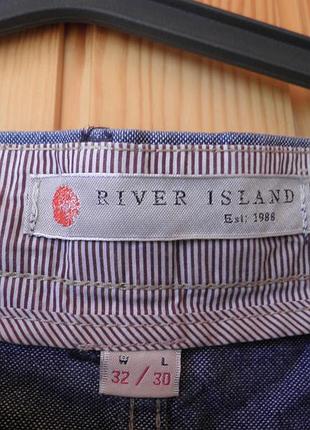 RIVER ISLAND
Est: 1988
W L
32 / 30